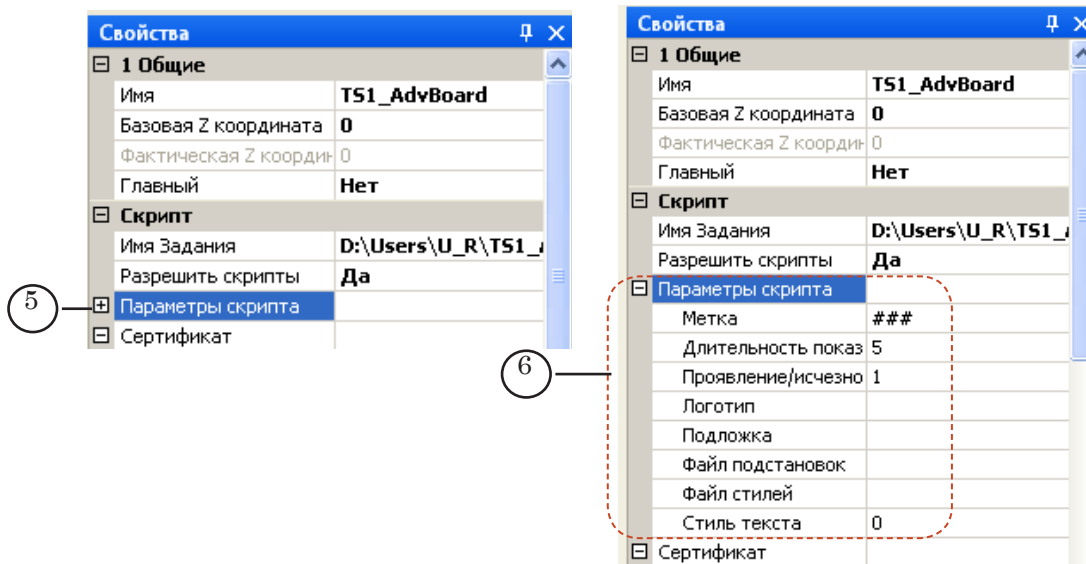 Свойства
1 Общие
Имя TS1_AdvBoard
Базовая Z координата 0
Фактическая Z координ 0
Главный Нет
Скрипт
Имя Задания D:\Users\U_R\TS1_
Разрешить скрипты Да
5
Параметры скрипта
Сертификат
Свойства
1 Общие
Имя TS1_AdvBoard
Базовая Z координата 0
Фактическая Z координ 0
Главный Нет
Скрипт
Имя Задания D:\Users\U_R\TS1_
Разрешить скрипты Да
Параметры скрипта
Метка ###
Длительность показ 5
6
Проявление/исчезно 1
Логотип
Подложка
Файл подстановок
Файл стилей
Стиль текста 0
Сертификат